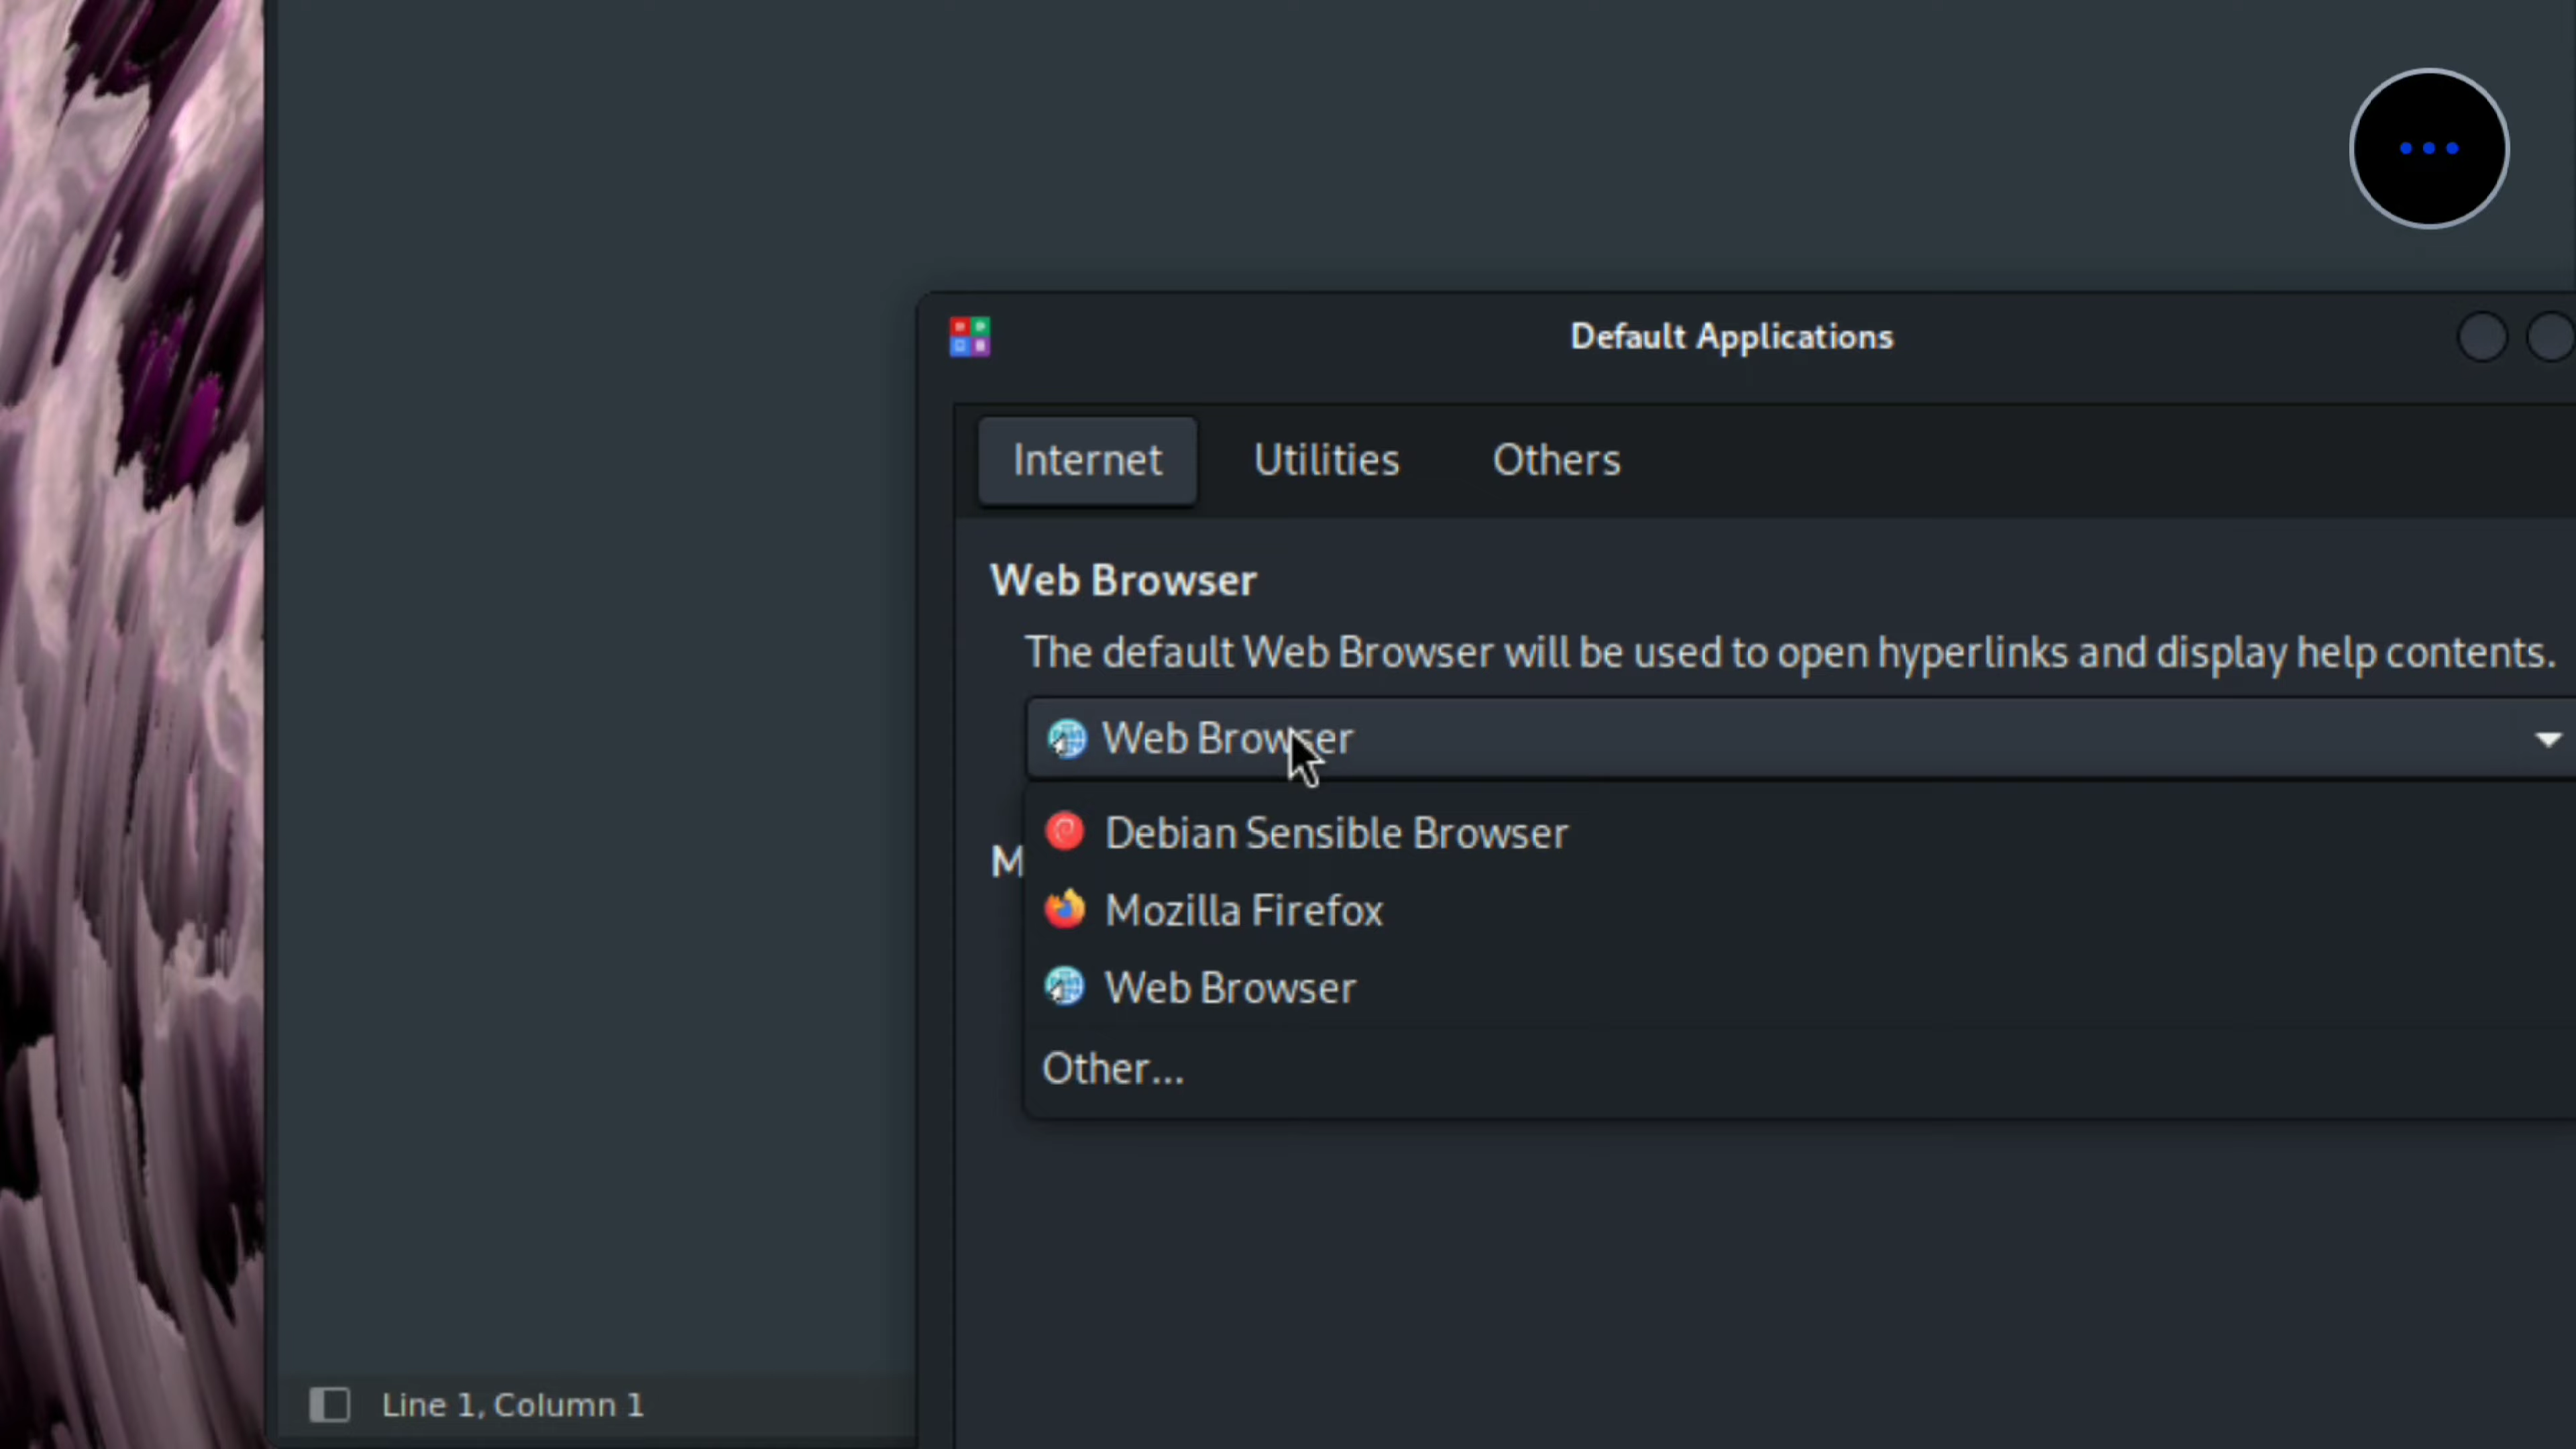 Default Applications
Internet Utilities Others
Web Browser
The default Web Browser will be used to open hyperlinks and display help contents.
Web Browser
Debian Sensible Browser
M
Mozilla Firefox
Web Browser
Other...
Line 1, Column 1